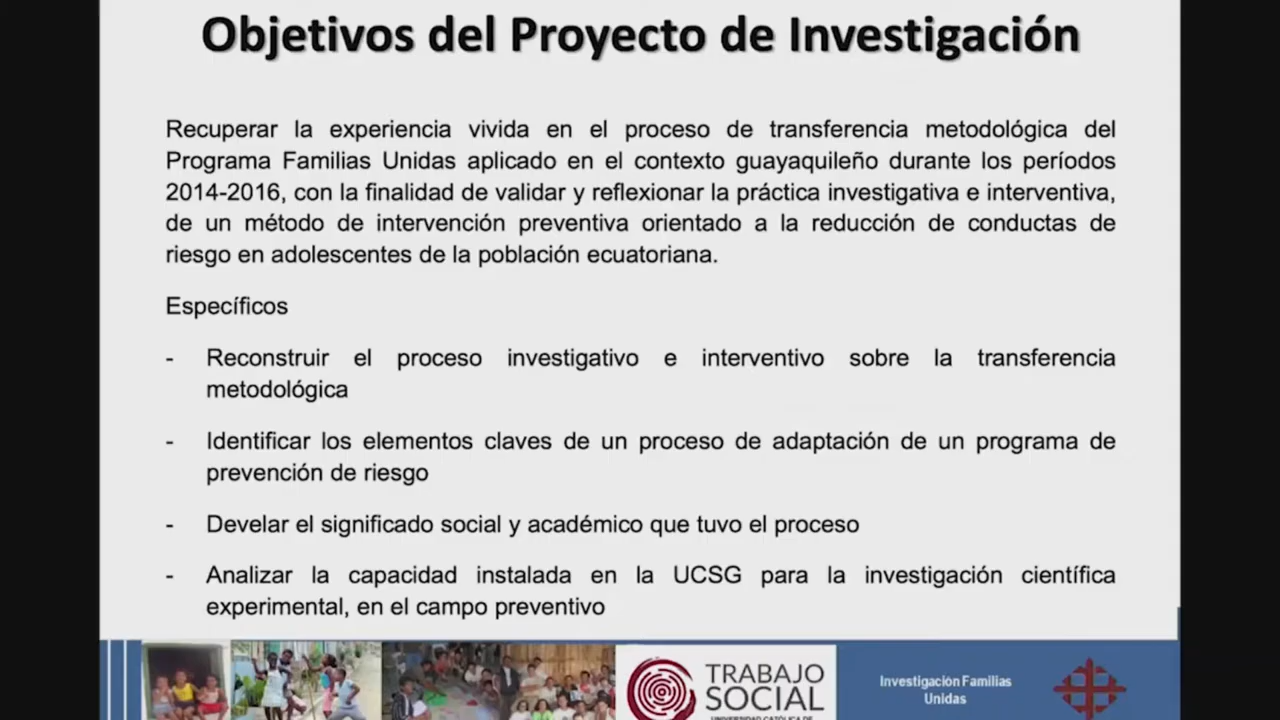 Objetivos del Proyecto de Investigación
Recuperar la experiencia vivida en el proceso de transferencia metodológica del
Programa Familias Unidas aplicado en el contexto guayaquileño durante los períodos
2014-2016, con la finalidad de validar y reflexionar la práctica investigativa e interventiva,
de un método de intervención preventiva orientado a la reducción de conductas de
riesgo en adolescentes de la población ecuatoriana.
Específicos
- Reconstruir el proceso investigativo e interventivo sobre la transferencia
metodológica
- Identificar los elementos claves de un proceso de adaptación de un programa de
prevención de riesgo
- Develar el significado social y académico que tuvo el proceso
- Analizar la capacidad instalada en la UCSG para la investigación científica
experimental, en el campo preventivo
TRABAJO
SOCIAL
UNIVERSIDAD CATÓLICA DE
Investigación Familias
Unidas